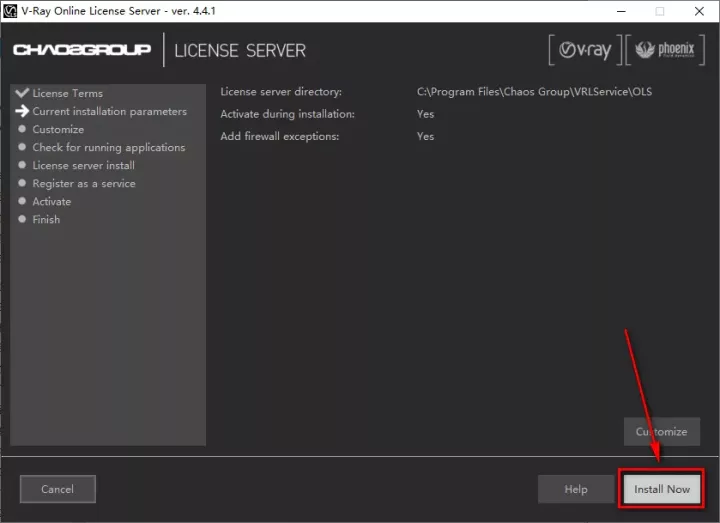 V-Ray Online License Server - ver. 4.4.1
CHAOSGROUP LICENSE SERVER
v-ray phoenix
License Terms
Current installation parameters
Customize
Check for running applications
License server install
Register as a service
Activate
Finish
License server directory: C:\Program Files\Chaos Group\VRLService\OLS
Activate during installation: Yes
Add firewall exceptions: Yes
Customize
Cancel
Help
Install Now